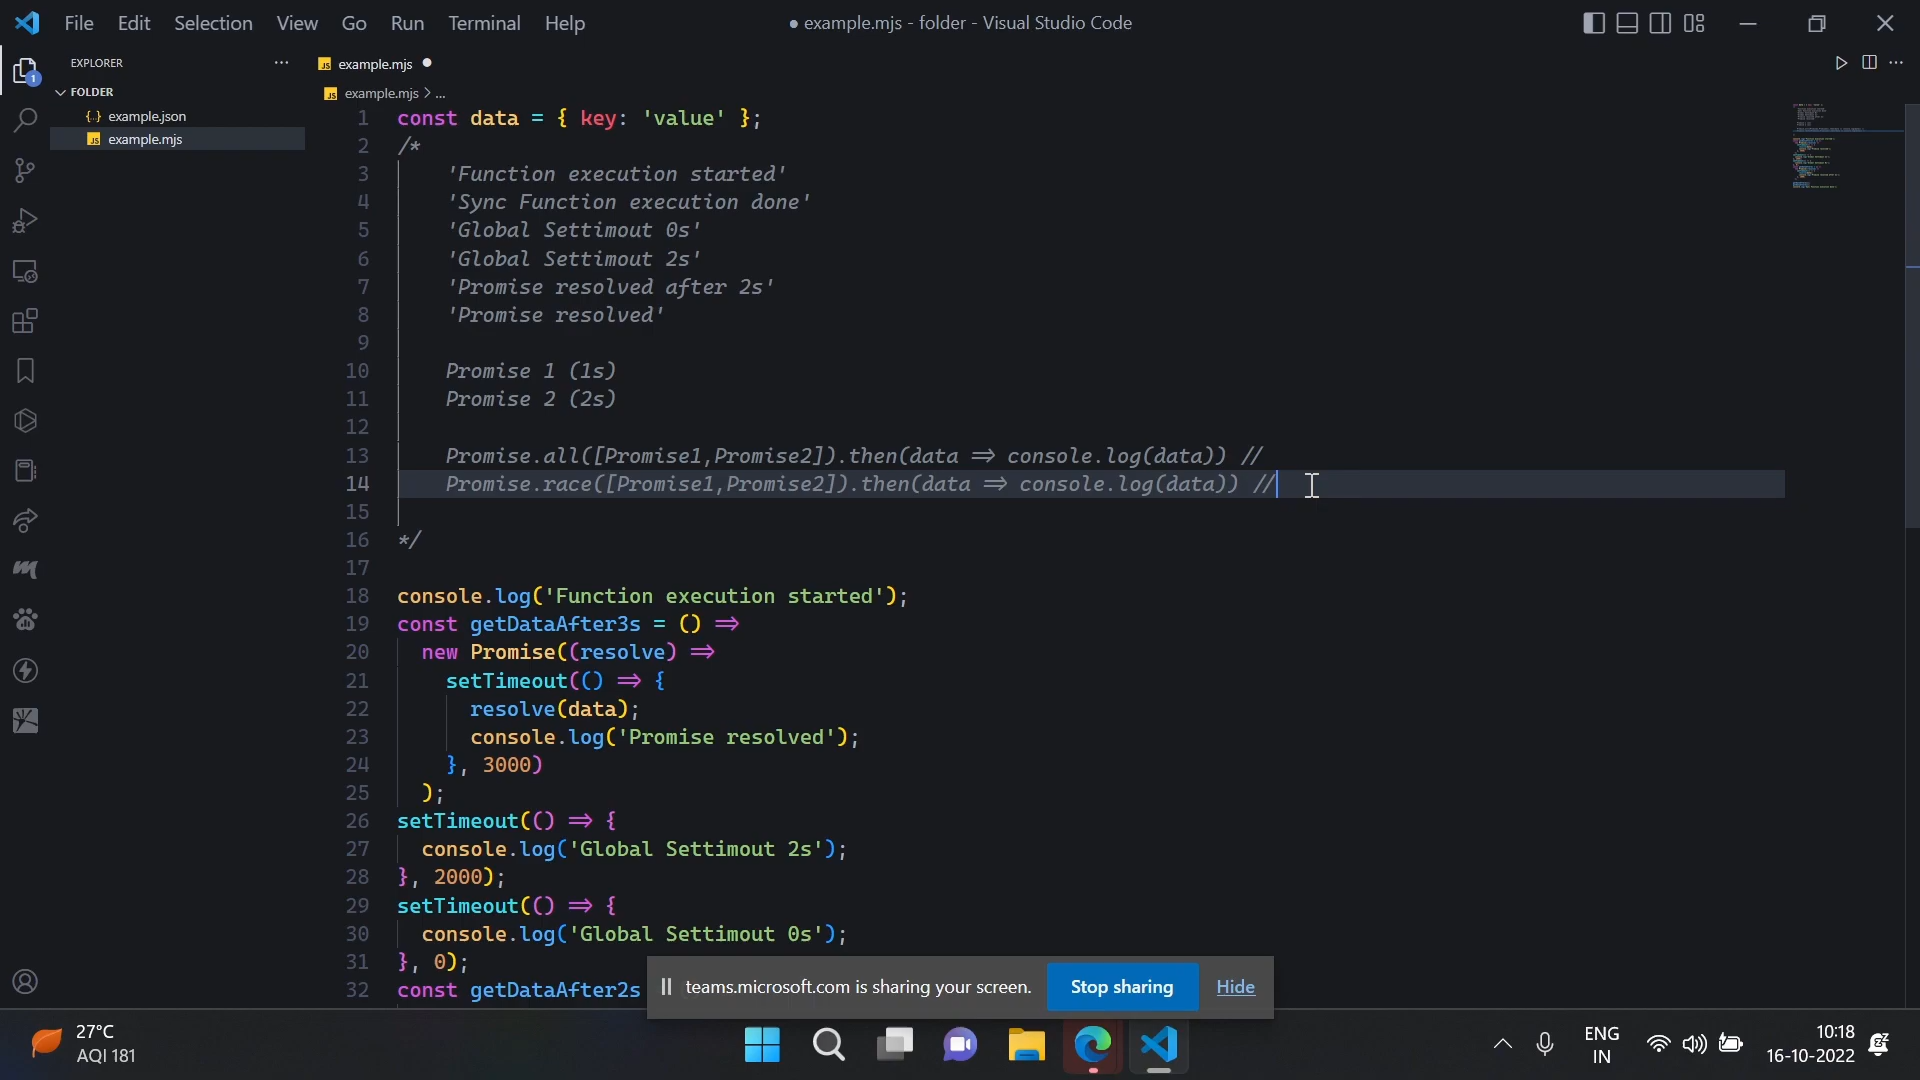 File Edit Selection View Go Run Terminal Help
● example.mjs - folder - Visual Studio Code
EXPLORER
FOLDER
example.json
example.mjs
1
example.mjs ●
example.mjs > ...
1 const data = { key: 'value' };
2 /*
3 'Function execution started'
4 'Sync Function execution done'
5 'Global Settimout 0s'
6 'Global Settimout 2s'
7 'Promise resolved after 2s'
8 'Promise resolved'
9
10 Promise 1 (1s)
11 Promise 2 (2s)
12
13 Promise.all([Promise1,Promise2]).then(data => console.log(data)) //
14 Promise.race([Promise1,Promise2]).then(data => console.log(data)) //
15
16 */
17
18 console.log('Function execution started');
19 const getDataAfter3s = () =>
20 new Promise((resolve) =>
21 setTimeout(() => {
22 resolve(data);
23 console.log('Promise resolved');
24 }, 3000)
25 );
26 setTimeout(() => {
27 console.log('Global Settimout 2s');
28 }, 2000);
29 setTimeout(() => {
30 console.log('Global Settimout 0s');
31 }, 0);
32 const getDataAfter2s
teams.microsoft.com is sharing your screen. Stop sharing Hide
27°C
AQI 181
ENG
IN
10:18
16-10-2022